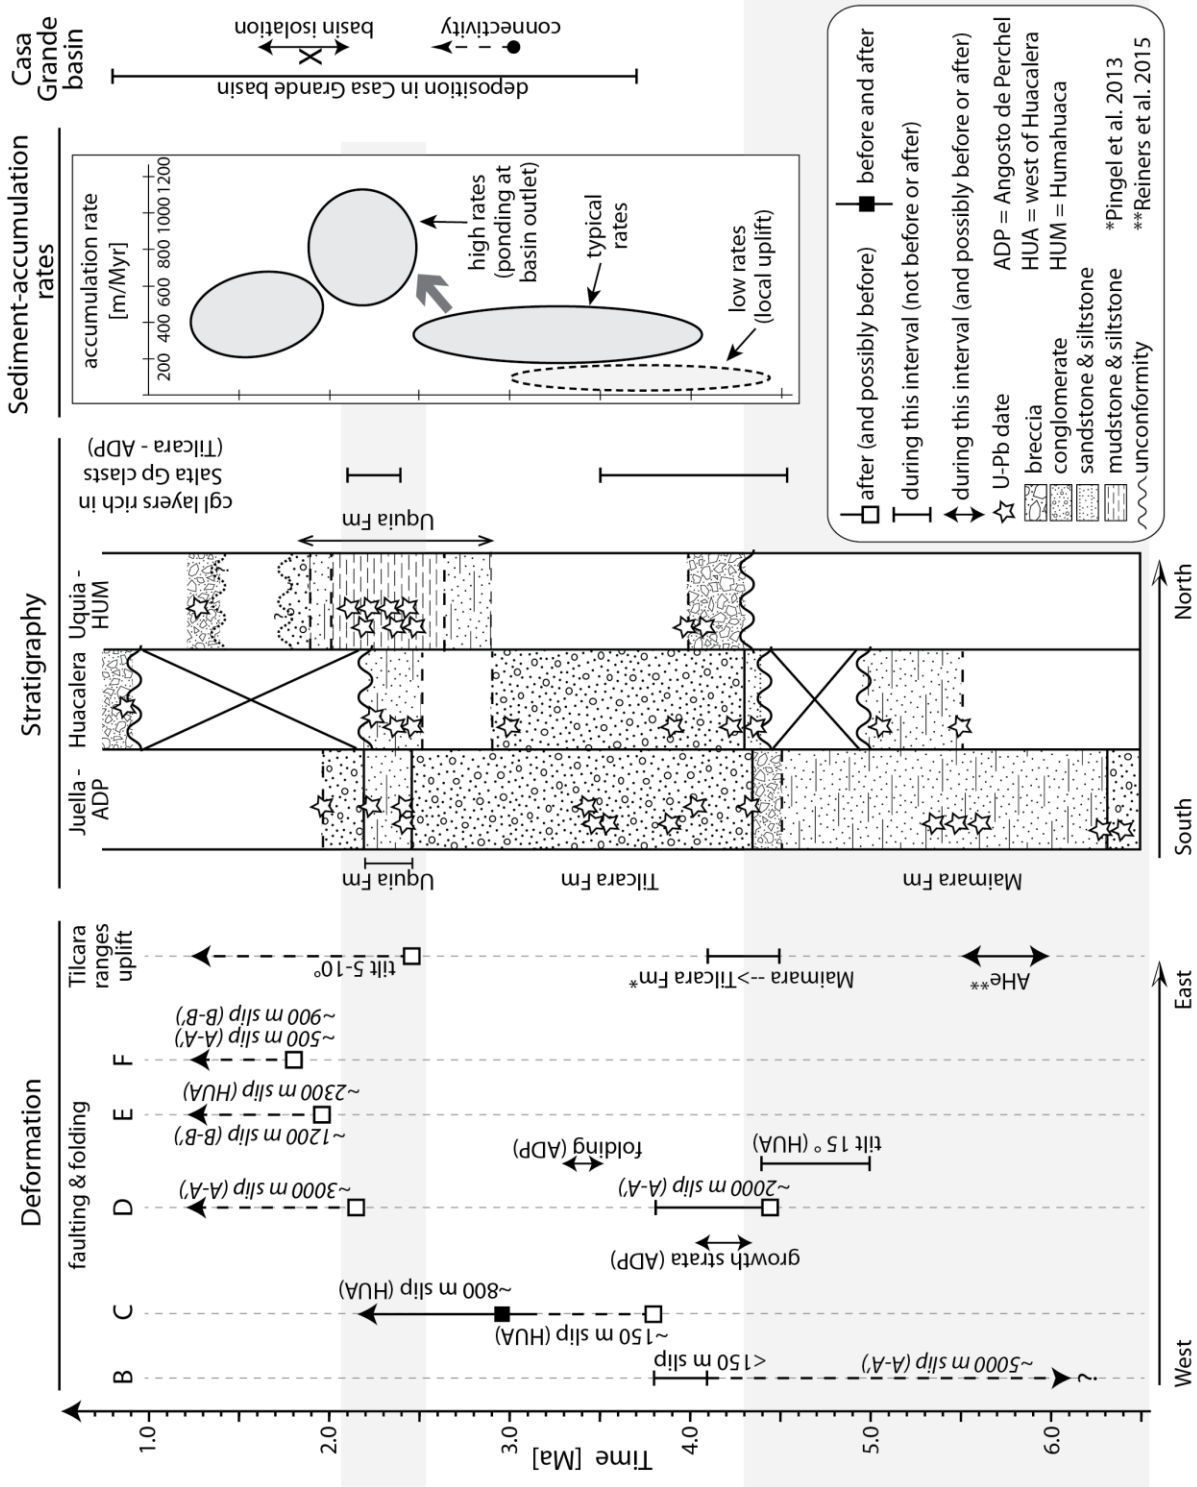 Deformation
Stratigraphy
Sediment-accumulation
rates
Casa
Grande
basin
faulting & folding
Tilcara
ranges
uplift
B
C
D
E
F
Juella -
ADP
Huacalera
Uquia -
HUM
Time [Ma]
1.0
2.0
3.0
4.0
5.0
6.0
<150 m slip
~5000 m slip (A-A')
?
~800 m slip (HUA)
~150 m slip (HUA)
growth strata (ADP)
~3000 m slip (A-A')
~2000 m slip (A-A')
folding (ADP)
tilt 15° (HUA)
~1200 m slip (B-B')
~2300 m slip (HUA)
~500 m slip (A-A')
~900 m slip (B-B')
tilt 5-10°
Maimara --> Tilcara Fm*
AHe**
Uquia Fm
Tilcara Fm
Maimara Fm
?
?
Uquia Fm
cgl layers rich in
Salta Gp clasts
(Tilcara - ADP)
accumulation rate
[m/Myr]
200
400
600
800
1000
1200
high rates
(ponding at
basin outlet)
typical
rates
low rates
(local uplift)
deposition in Casa Grande basin
X
basin isolation
connectivity
West
East
South
North
after (and possibly before)
before and after
during this interval (not before or after)
during this interval (and possibly before or after)
U-Pb date
breccia
conglomerate
sandstone & siltstone
mudstone & siltstone
unconformity
ADP = Angosto de Perchel
HUA = west of Huacalera
HUM = Humahuaca
*Pingel et al. 2013
**Reiners et al. 2015